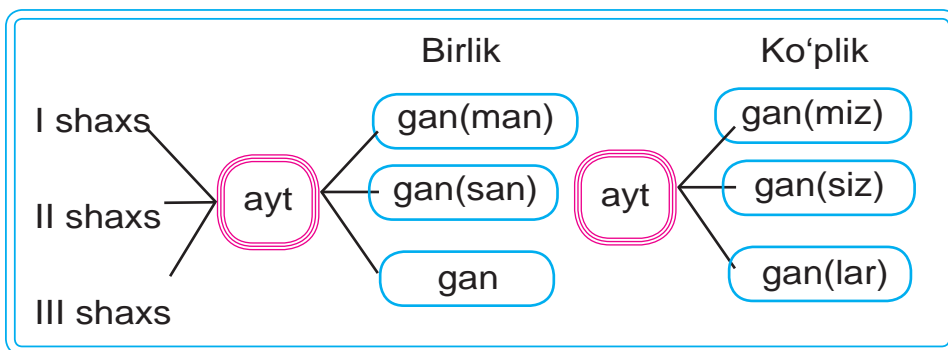 Birlik Ko‘plik
I shaxs gan(man) gan(miz)
II shaxs ayt gan(san) ayt gan(siz)
III shaxs gan gan(lar)